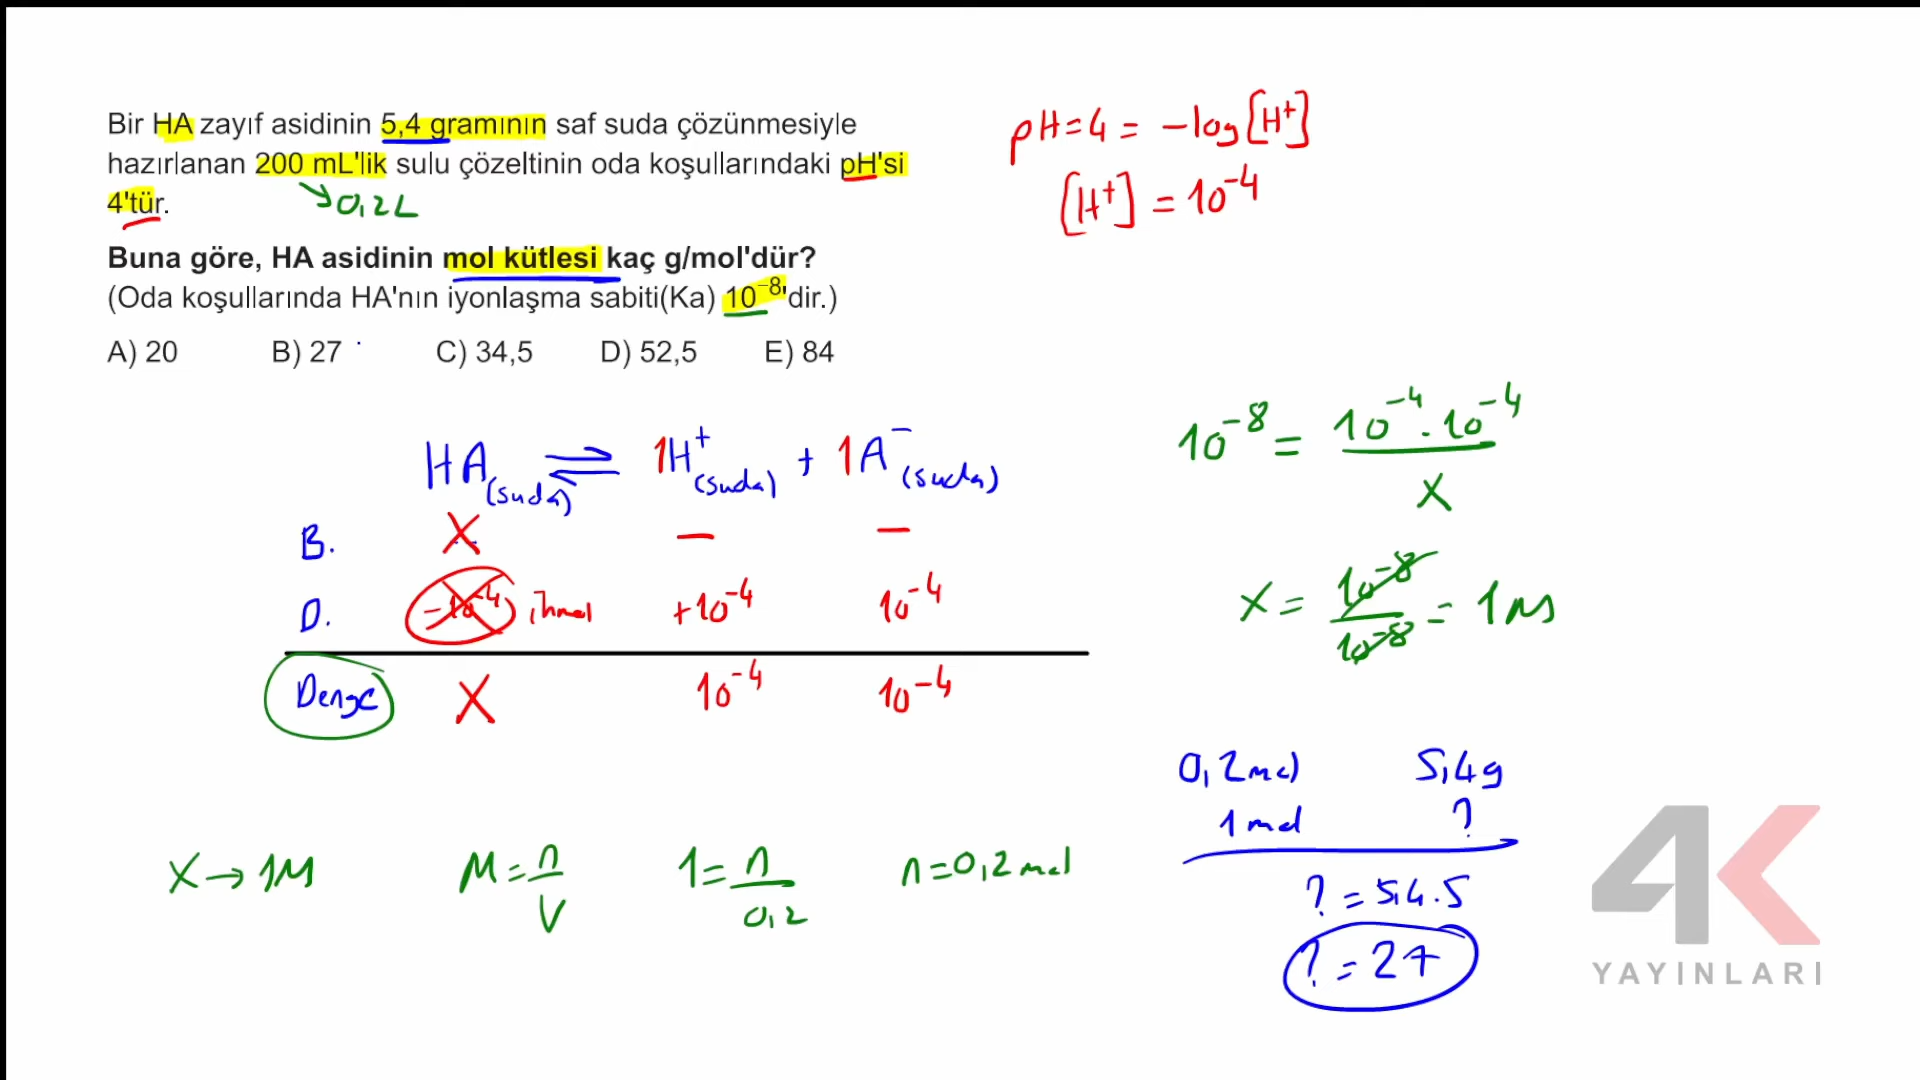 Bir HA zayıf asidinin 5,4 gramının saf suda çözünmesiyle
hazırlanan 200 mL'lik sulu çözeltinin oda koşullarındaki pH'si
4'tür.
→0,2L
Buna göre, HA asidinin mol kütlesi kaç g/mol'dür?
(Oda koşullarında HA'nın iyonlaşma sabiti(Ka) 10⁻⁸'dir.)
A) 20 B) 27 C) 34,5 D) 52,5 E) 84
pH=4 = -log[H⁺]
[H⁺] = 10⁻⁴
HA(suda) ⇌ 1H⁺(suda) + 1A⁻(suda)
B. X - -
D. -10⁻⁴ ihmal +10⁻⁴ 10⁻⁴
Denge X 10⁻⁴ 10⁻⁴
10⁻⁸ = 10⁻⁴ . 10⁻⁴ / X
X = 10⁻⁸ / 10⁻⁸ = 1M
X → 1M M = n / V 1 = n / 0,2 n = 0,2 mol
0,2 mol 5,4g
1 mol ?
? = 5,4.5
? = 27
4K
YAYINLARI